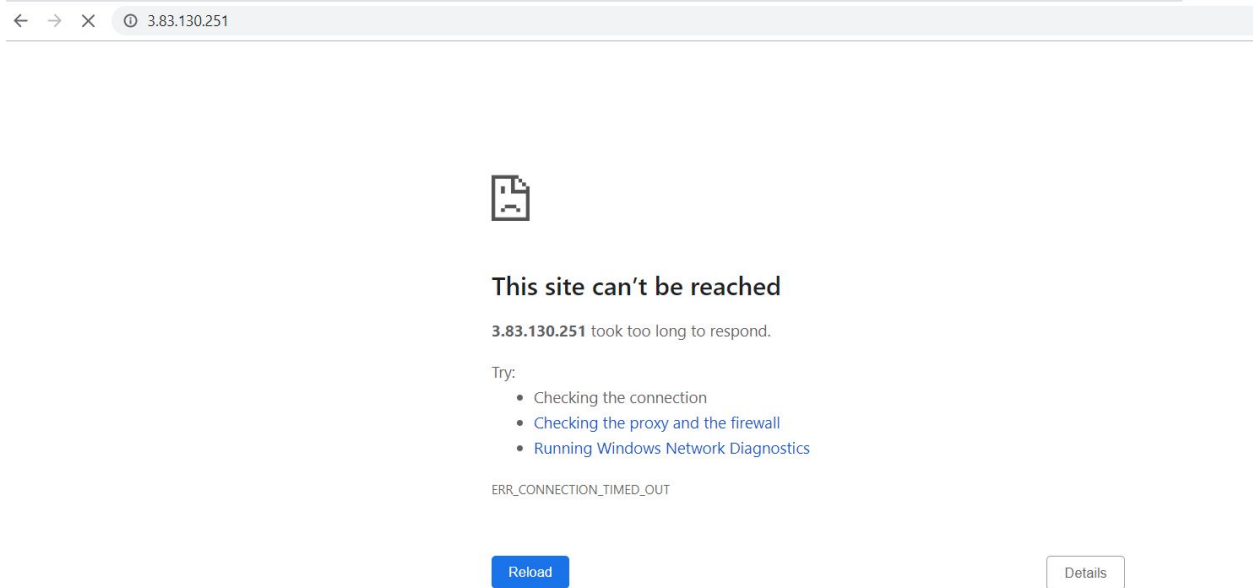 3.83.130.251
This site can’t be reached
3.83.130.251 took too long to respond.
Try:
• Checking the connection
• Checking the proxy and the firewall
• Running Windows Network Diagnostics
ERR_CONNECTION_TIMED_OUT
Reload
Details